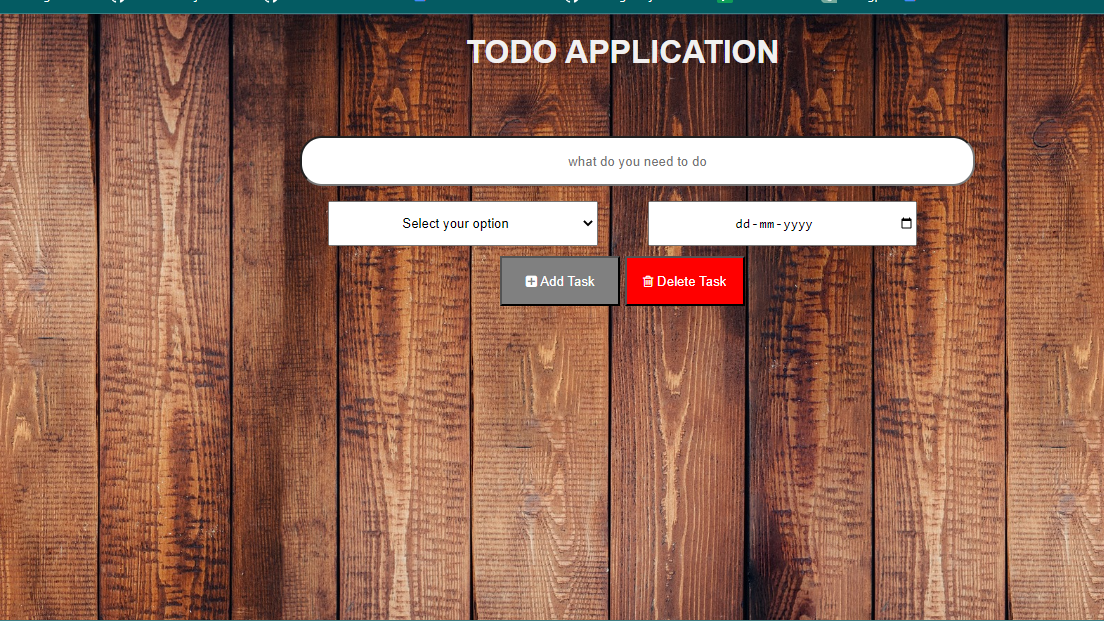 TODO APPLICATION
what do you need to do
Select your option
dd-mm-yyyy
Add Task
Delete Task